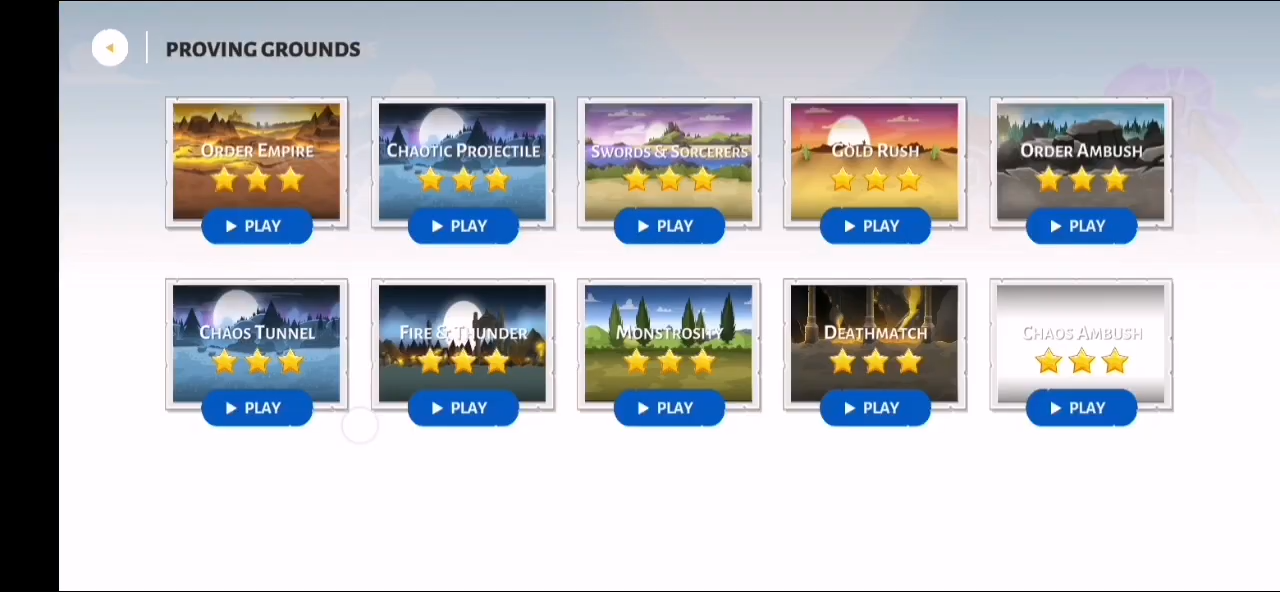 PROVING GROUNDS
ORDER EMPIRE
CHAOTIC PROJECTILE
SWORDS & SORCERERS
GOLD RUSH
ORDER AMBUSH
PLAY
PLAY
PLAY
PLAY
PLAY
CHAOS TUNNEL
FIRE & THUNDER
MONSTROSITY
DEATHMATCH
CHAOS AMBUSH
PLAY
PLAY
PLAY
PLAY
PLAY